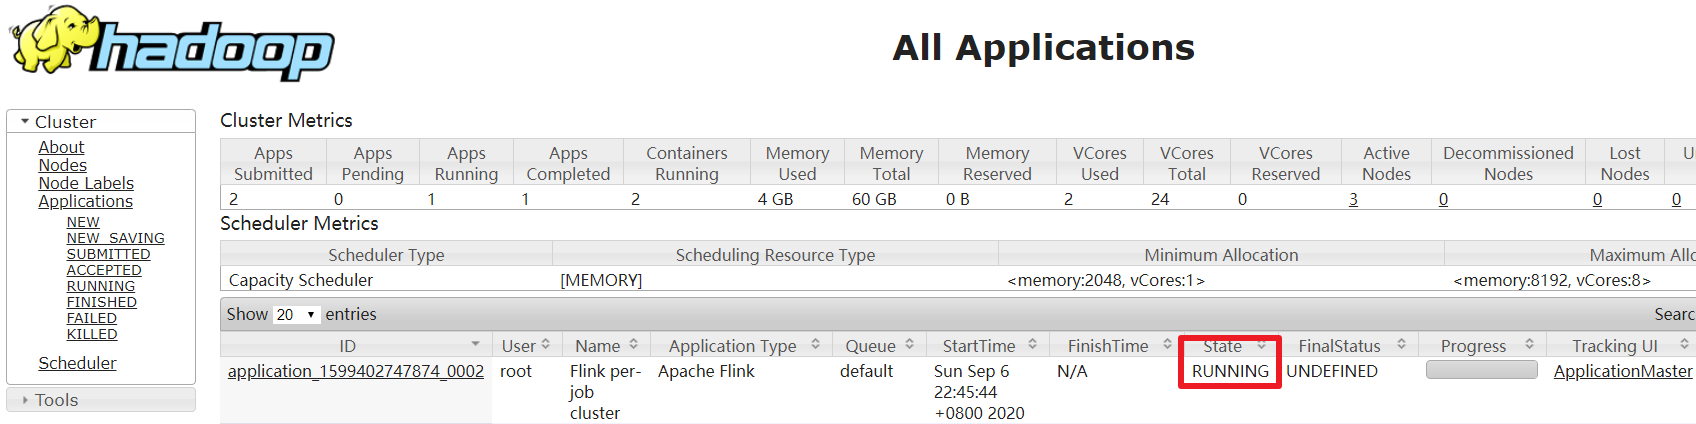 hadoop
All Applications
Cluster
About
Nodes
Node Labels
Applications
NEW
NEW_SAVING
SUBMITTED
ACCEPTED
RUNNING
FINISHED
FAILED
KILLED
Scheduler
Tools
Cluster Metrics
Apps Submitted Apps Pending Apps Running Apps Completed Containers Running Memory Used Memory Total Memory Reserved VCores Used VCores Total VCores Reserved Active Nodes Decommissioned Nodes Lost Nodes U
2 0 1 1 2 4 GB 60 GB 0 B 2 24 0 3 0 0 0
Scheduler Metrics
Scheduler Type Scheduling Resource Type Minimum Allocation Maximum Allo
Capacity Scheduler [MEMORY] <memory:2048, vCores:1> <memory:8192, vCores:8>
Show 20 entries Searc
ID User Name Application Type Queue StartTime FinishTime State FinalStatus Progress Tracking UI
application_1599402747874_0002 root Flink per- Apache Flink default Sun Sep 6 N/A RUNNING UNDEFINED ApplicationMaster
job 22:45:44
cluster +0800 2020